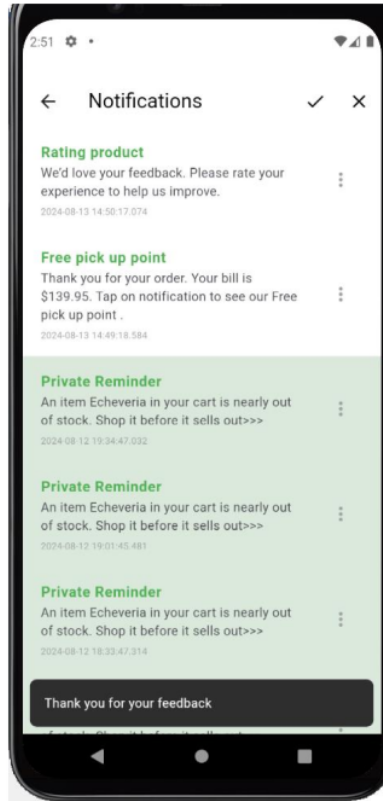 2:51
Notifications
Rating product
We'd love your feedback. Please rate your
experience to help us improve.
2024-08-13 14:50:17.074
Free pick up point
Thank you for your order. Your bill is
$139.95. Tap on notification to see our Free
pick up point .
2024-08-13 14:49:18.584
Private Reminder
An item Echeveria in your cart is nearly out
of stock. Shop it before it sells out>>>
2024-08-12 19:34:47.032
Private Reminder
An item Echeveria in your cart is nearly out
of stock. Shop it before it sells out>>>
2024-08-12 19:01:45.481
Private Reminder
An item Echeveria in your cart is nearly out
of stock. Shop it before it sells out>>>
2024-08-12 18:33:47.314
Thank you for your feedback